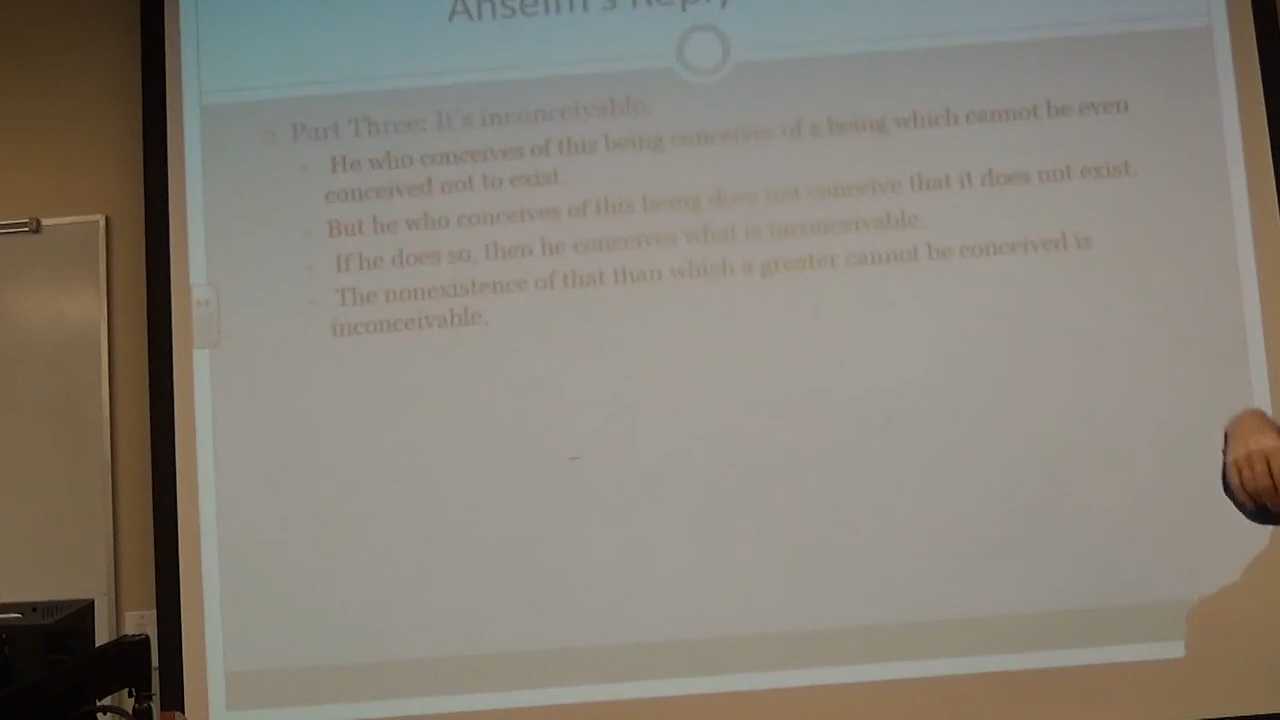 Anselm's Reply
Part Three: It's inconceivable.
He who conceives of this being conceives of a being which cannot be even
conceived not to exist.
But he who conceives of this being does not conceive that it does not exist.
If he does so, then he conceives what is inconceivable.
The nonexistence of that than which a greater cannot be conceived is
inconceivable.